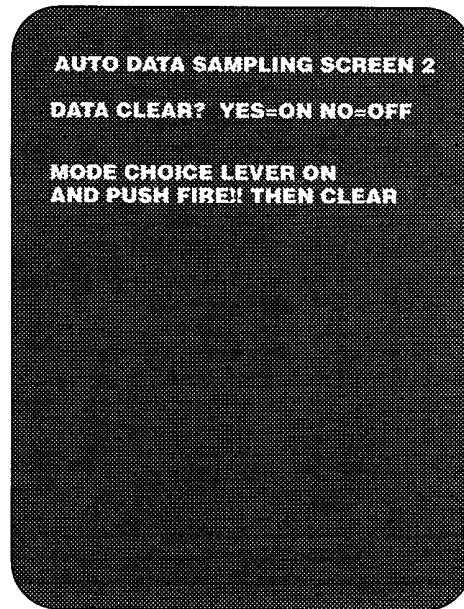 AUTO DATA SAMPLING SCREEN 2
DATA CLEAR? YES=ON NO=OFF
MODE CHOICE LEVER ON
AND PUSH FIRE!! THEN CLEAR